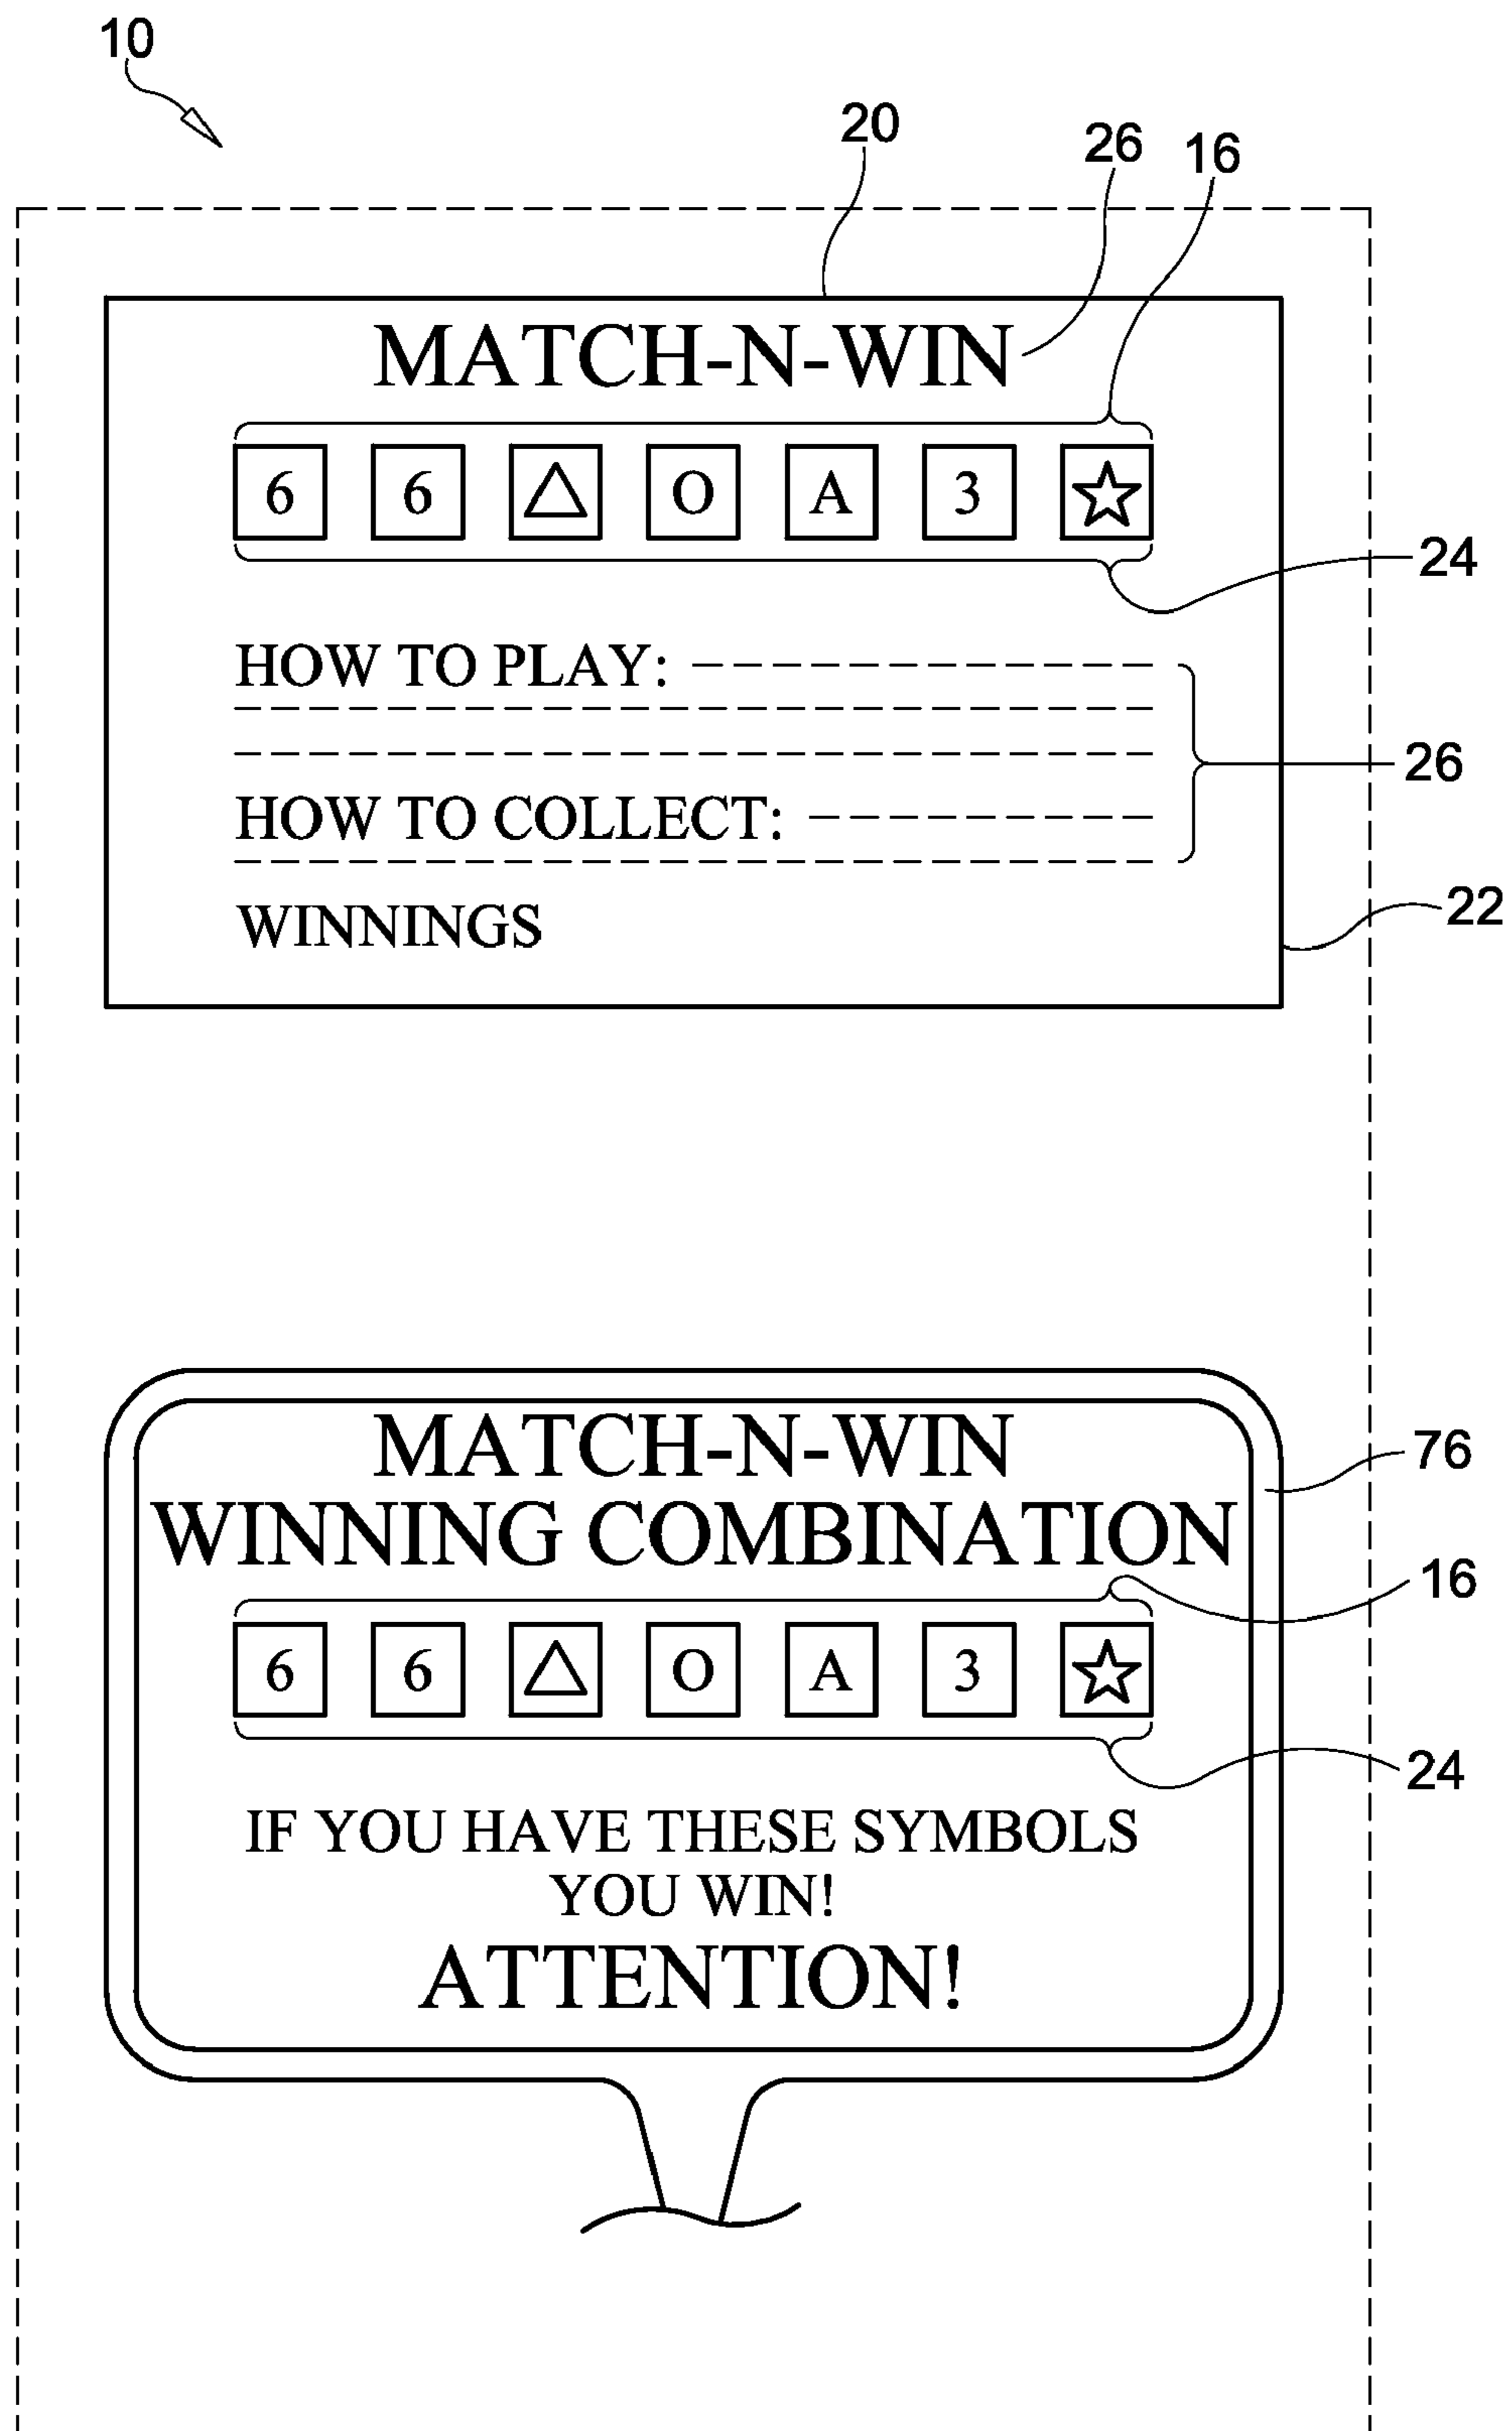 10
20
26
16
MATCH-N-WIN
6 6 △ O A 3 ☆
24
HOW TO PLAY:
26
HOW TO COLLECT:
22
WINNINGS
MATCH-N-WIN
76
WINNING COMBINATION
16
6 6 △ O A 3 ☆
24
IF YOU HAVE THESE SYMBOLS
YOU WIN!
ATTENTION!